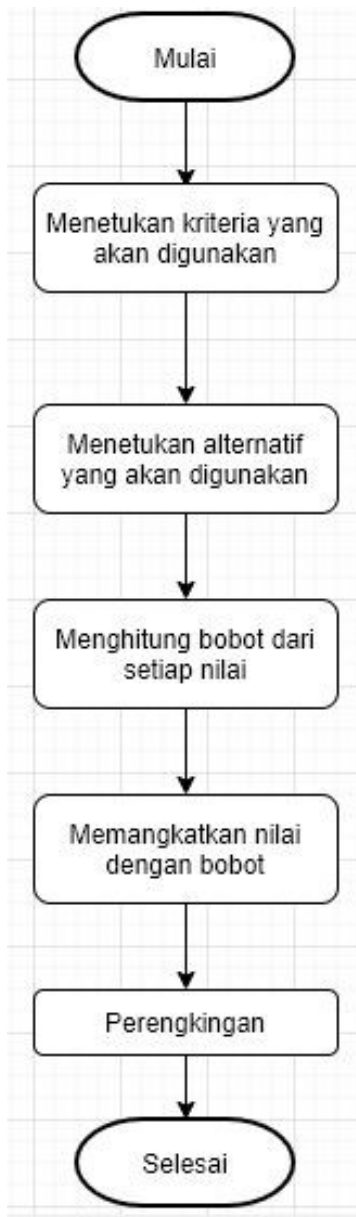 Mulai
Menetukan kriteria yang
akan digunakan
Menetukan alternatif
yang akan digunakan
Menghitung bobot dari
setiap nilai
Memangkatkan nilai
dengan bobot
Perengkingan
Selesai